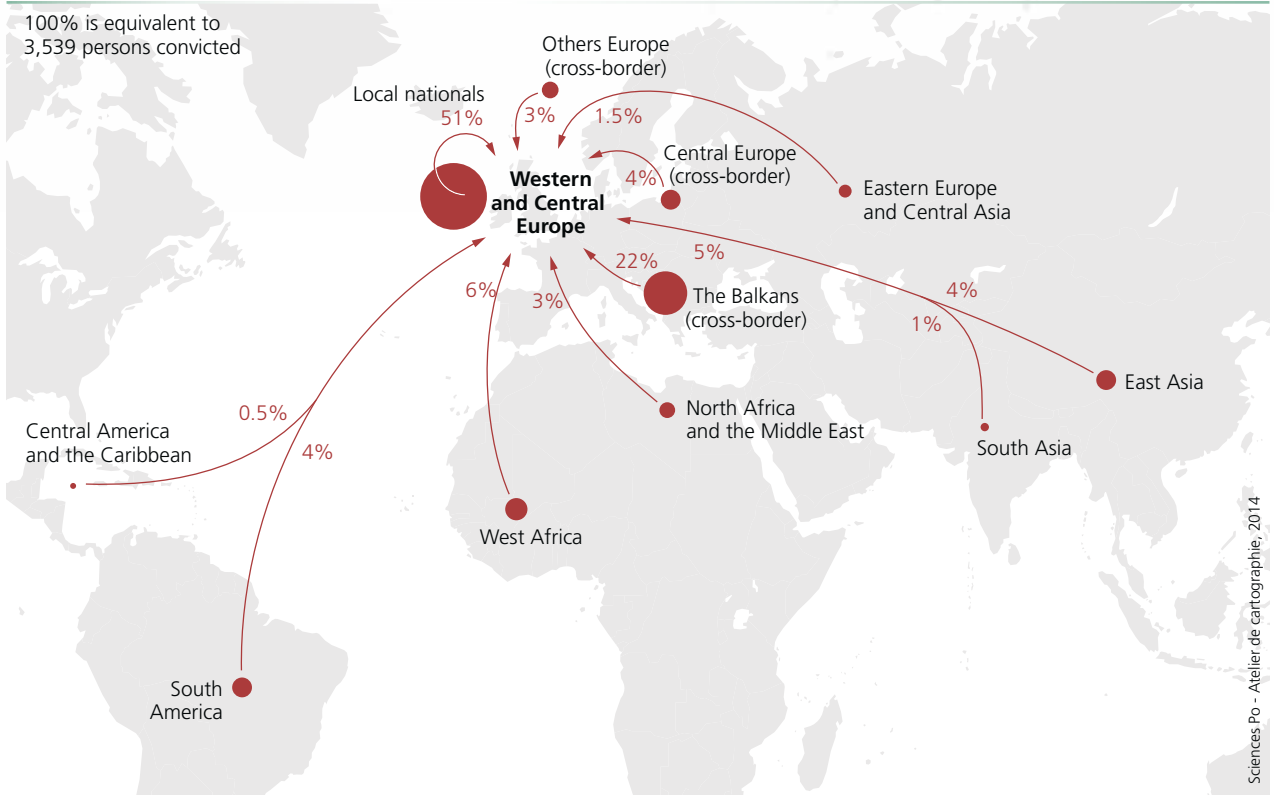 100% is equivalent to
3,539 persons convicted
Others Europe
(cross-border)
Local nationals
51%
3%
1.5%
Central Europe
(cross-border)
4%
Western
and Central
Europe
Eastern Europe
and Central Asia
5%
22%
6%
3%
The Balkans
(cross-border)
4%
1%
East Asia
North Africa
and the Middle East
South Asia
0.5%
Central America
and the Caribbean
4%
West Africa
South
America
Sciences Po - Atelier de cartographie, 2014